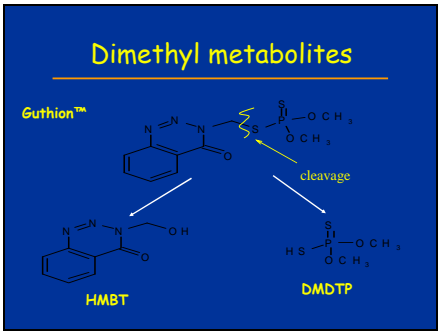 Dimethyl metabolites
Guthion™
N N N O S S P O C H 3
O C H 3
cleavage
N N N O H O
HMBT
H S S P O C H 3
O C H 3
DMDTP